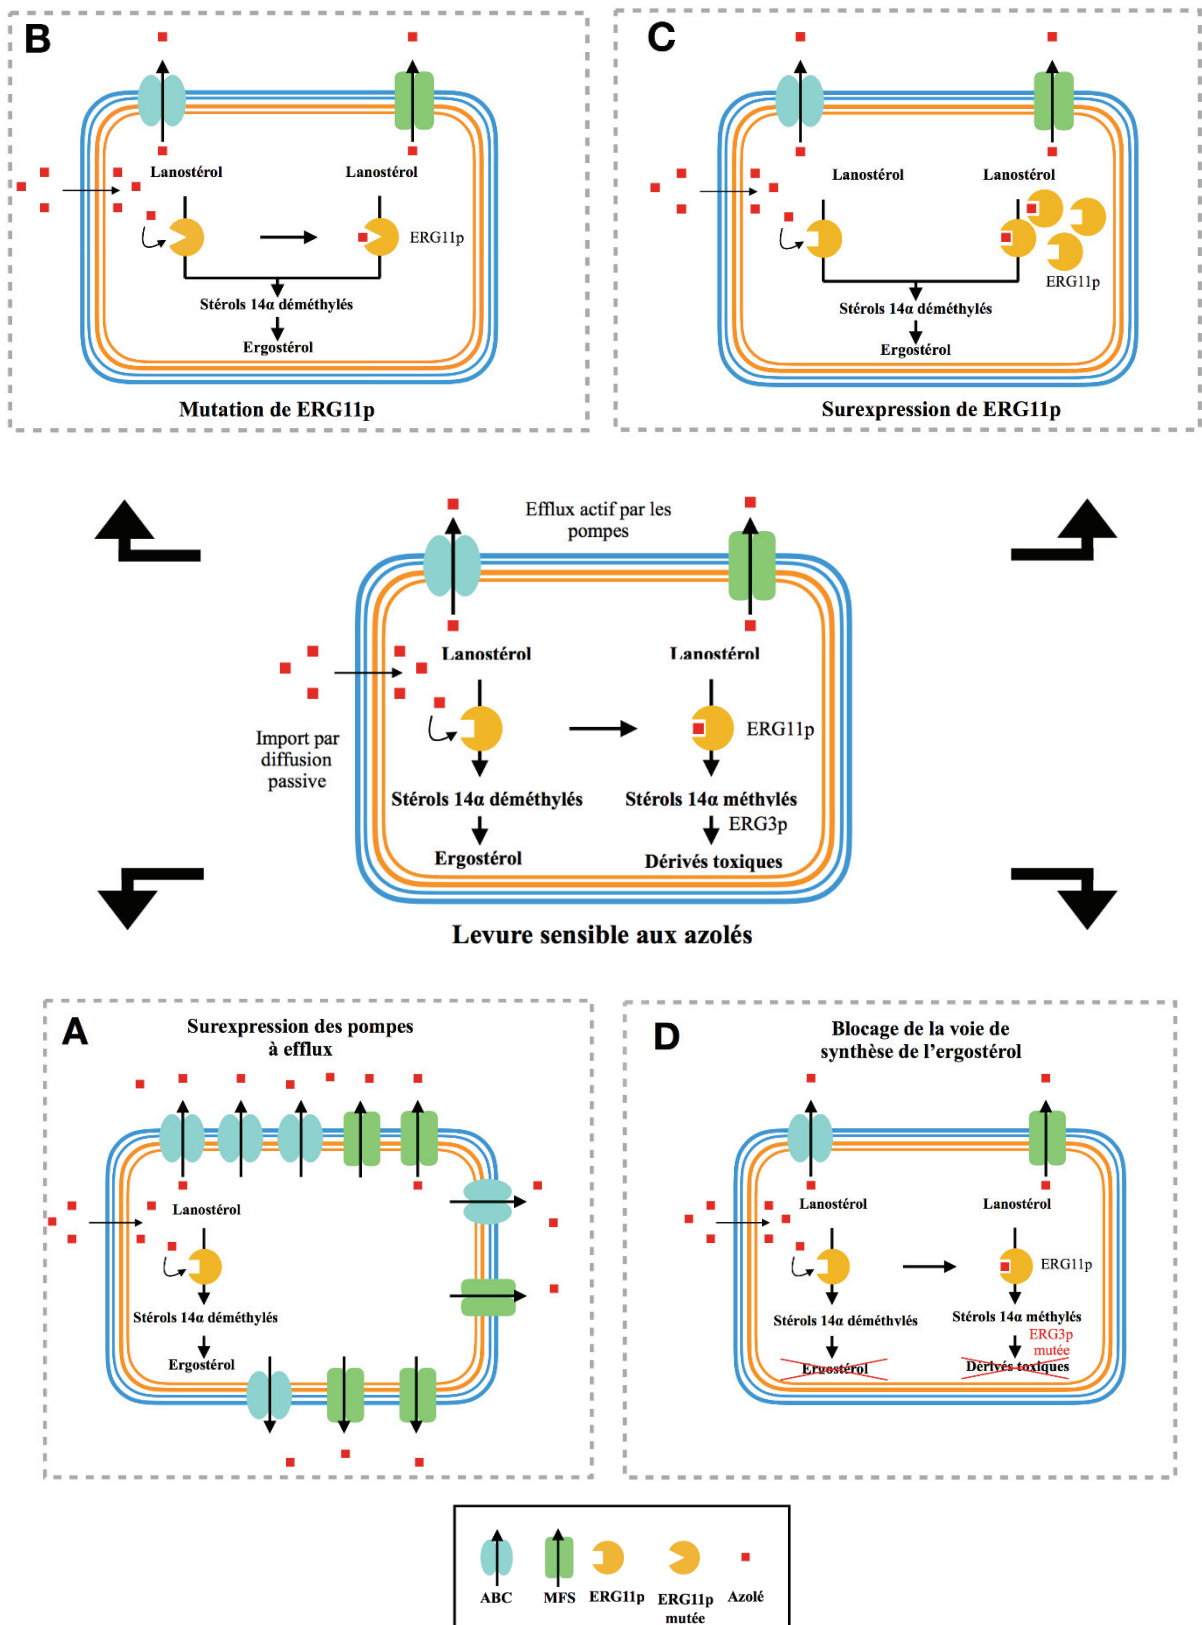 B
Lanostérol
Lanostérol
ERG11p
Stérols 14α déméthylés
Ergostérol
Mutation de ERG11p
C
Lanostérol
Lanostérol
ERG11p
Stérols 14α déméthylés
Ergostérol
Surexpression de ERG11p
Efflux actif par les
pompes
Lanostérol
Lanostérol
ERG11p
Import par
diffusion
passive
Stérols 14α déméthylés
Stérols 14α méthylés
ERG3p
Ergostérol
Dérivés toxiques
Levure sensible aux azolés
A
Surexpression des pompes
à efflux
Lanostérol
Stérols 14α déméthylés
Ergostérol
D
Blocage de la voie de
synthèse de l'ergostérol
Lanostérol
Lanostérol
ERG11p
Stérols 14α déméthylés
Stérols 14α méthylés
ERG3p
mutée
Ergostérol
Dérivés toxiques
ABC
MFS
ERG11p
ERG11p
mutée
Azolé